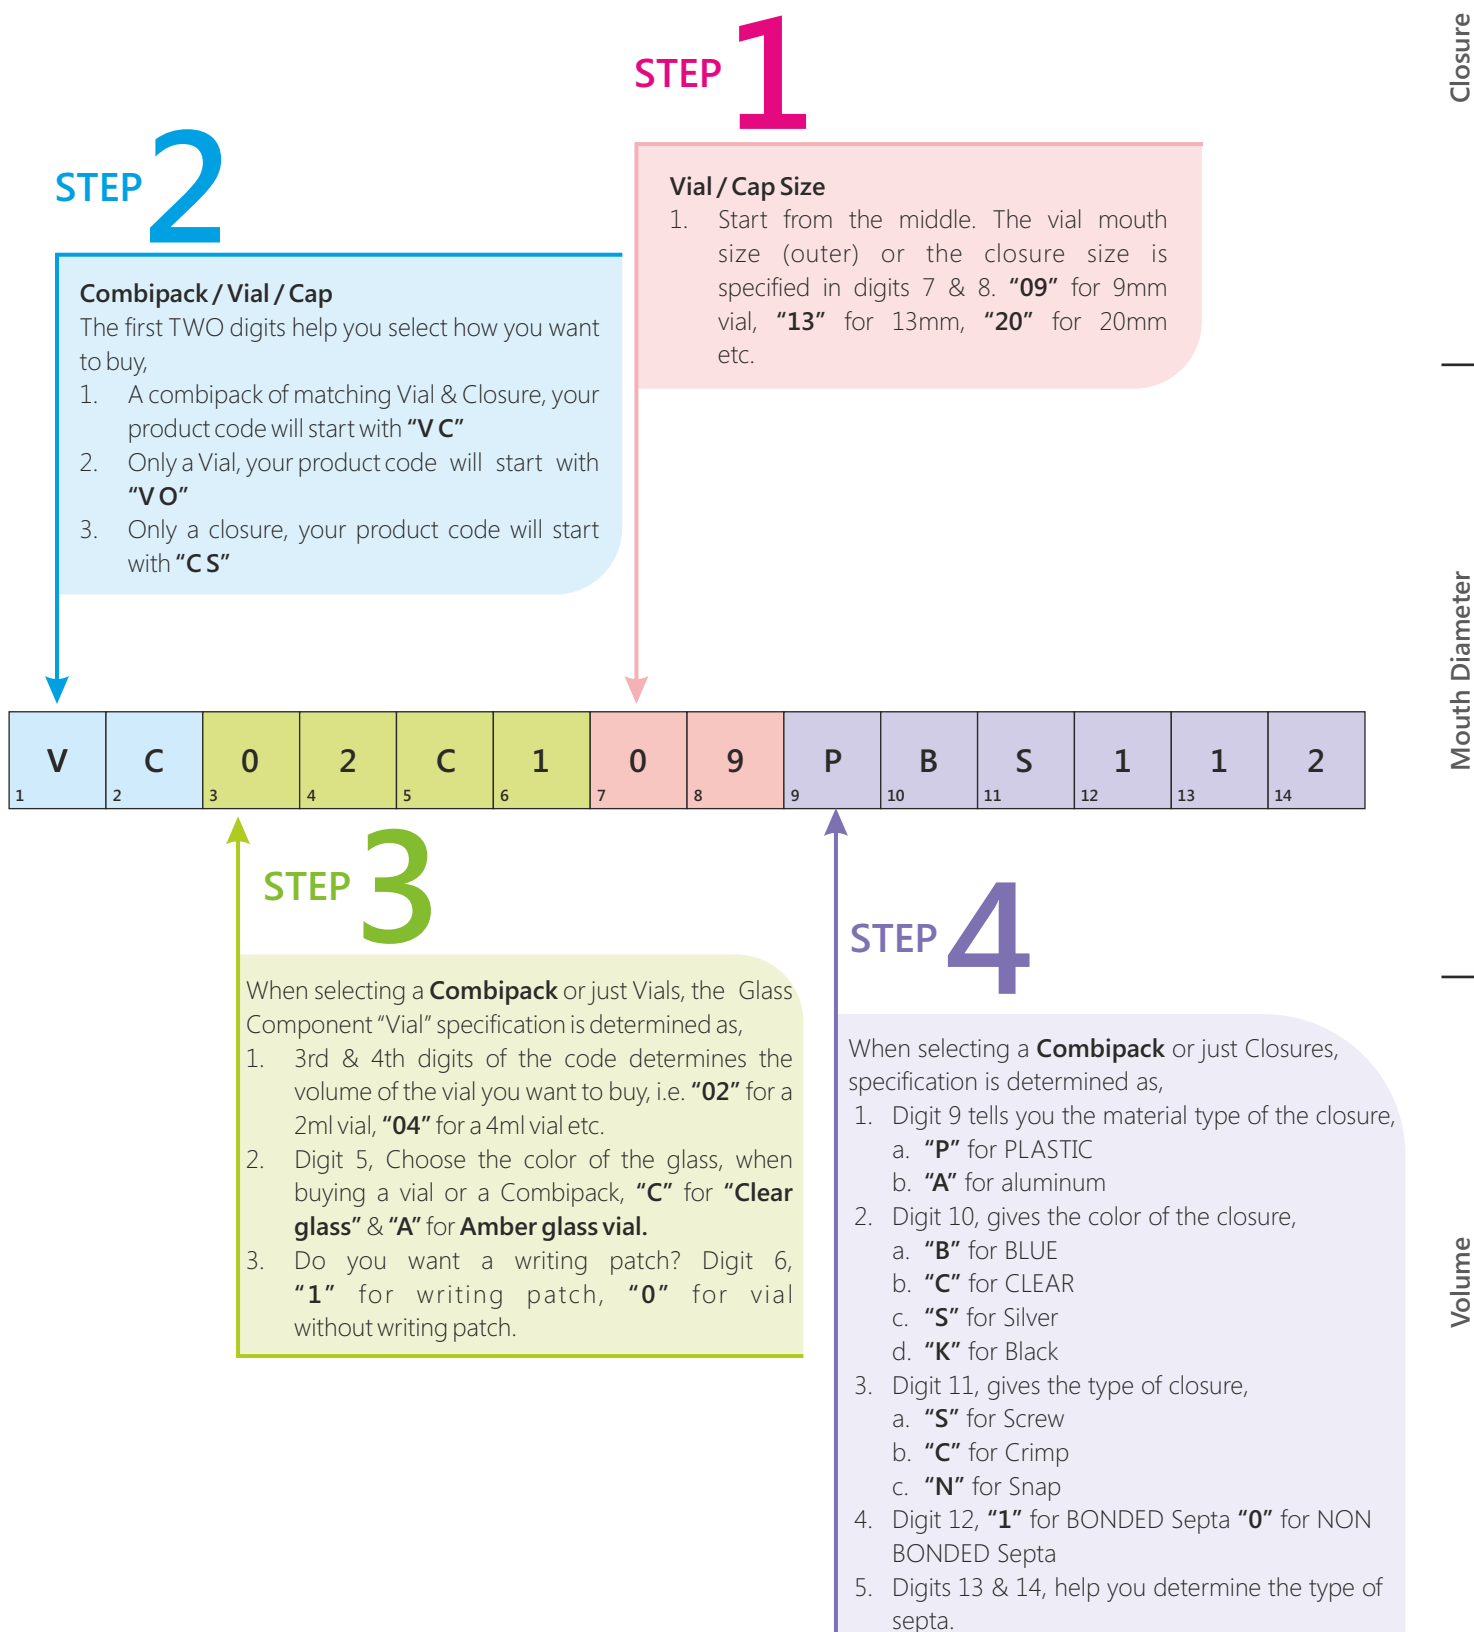 STEP 1
Vial / Cap Size
1. Start from the middle. The vial mouth
size (outer) or the closure size is
specified in digits 7 & 8. “09” for 9mm
vial, “13” for 13mm, “20” for 20mm
etc.
STEP 2
Combipack / Vial / Cap
The first TWO digits help you select how you want
to buy,
1. A combipack of matching Vial & Closure, your
product code will start with “V C”
2. Only a Vial, your product code will start with
“V O”
3. Only a closure, your product code will start
with “C S”
V C 0 2 C 1 0 9 P B S 1 1 2
1 2 3 4 5 6 7 8 9 10 11 12 13 14
STEP 3
When selecting a Combipack or just Vials, the Glass
Component “Vial” specification is determined as,
1. 3rd & 4th digits of the code determines the
volume of the vial you want to buy, i.e. “02” for a
2ml vial, “04” for a 4ml vial etc.
2. Digit 5, Choose the color of the glass, when
buying a vial or a Combipack, “C” for “Clear
glass” & “A” for Amber glass vial.
3. Do you want a writing patch? Digit 6,
“1” for writing patch, “0” for vial
without writing patch.
STEP 4
When selecting a Combipack or just Closures,
specification is determined as,
1. Digit 9 tells you the material type of the closure,
a. “P” for PLASTIC
b. “A” for aluminum
2. Digit 10, gives the color of the closure,
a. “B” for BLUE
b. “C” for CLEAR
c. “S” for Silver
d. “K” for Black
3. Digit 11, gives the type of closure,
a. “S” for Screw
b. “C” for Crimp
c. “N” for Snap
4. Digit 12, “1” for BONDED Septa “0” for NON
BONDED Septa
5. Digits 13 & 14, help you determine the type of
septa.
Closure
Mouth Diameter
Volume